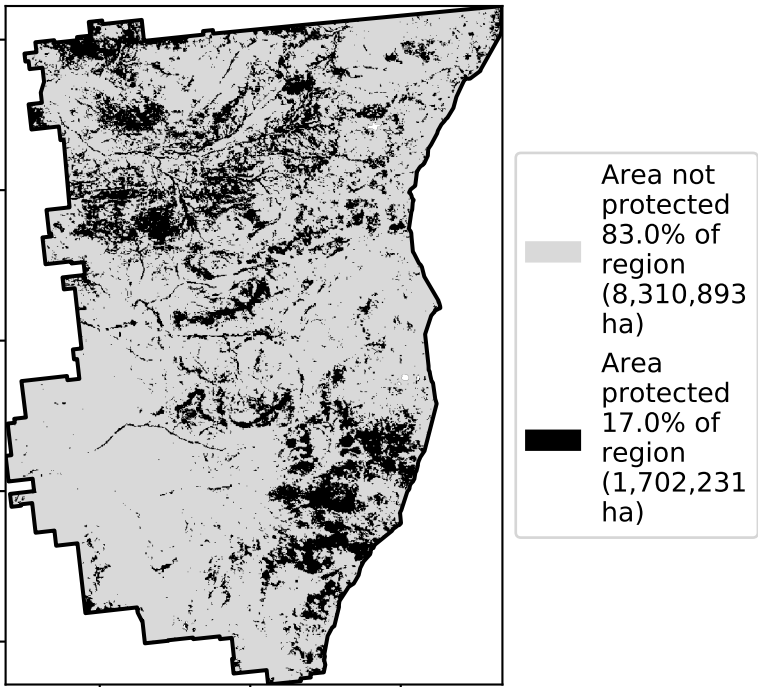 Area not
protected
83.0% of
region
(8,310,893
ha)
Area
protected
17.0% of
region
(1,702,231
ha)